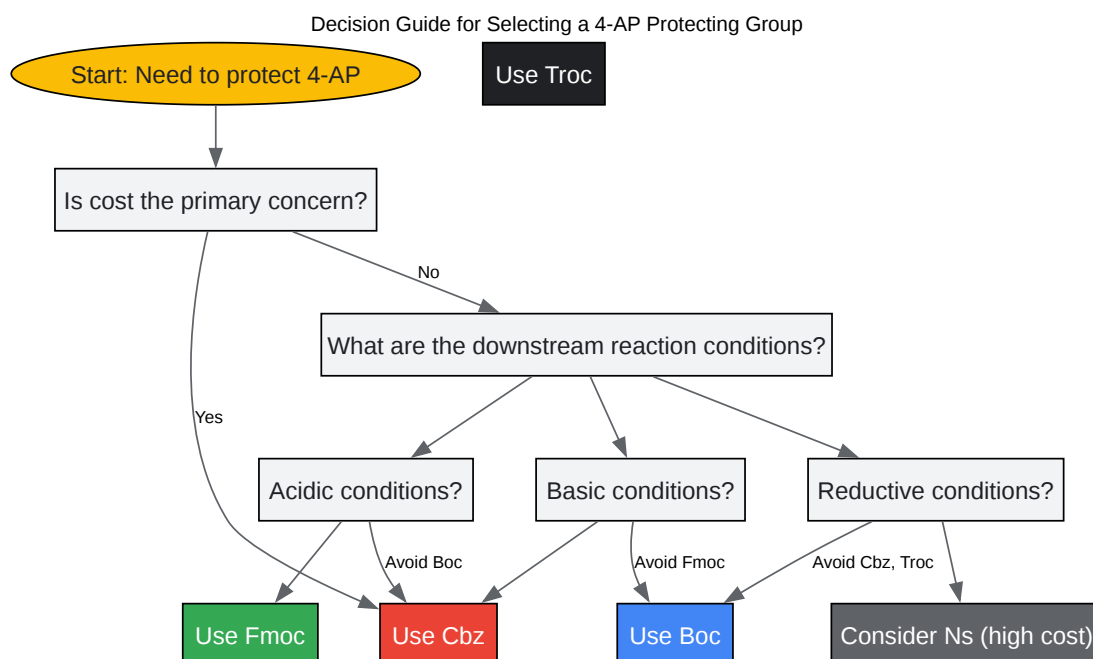 Decision Guide for Selecting a 4-AP Protecting Group
Start: Need to protect 4-AP
Use Troc
Is cost the primary concern?
No
What are the downstream reaction conditions?
Yes
Acidic conditions?
Basic conditions?
Reductive conditions?
Avoid Boc
Avoid Fmoc
Avoid Cbz, Troc
Use Fmoc
Use Cbz
Use Boc
Consider Ns (high cost)